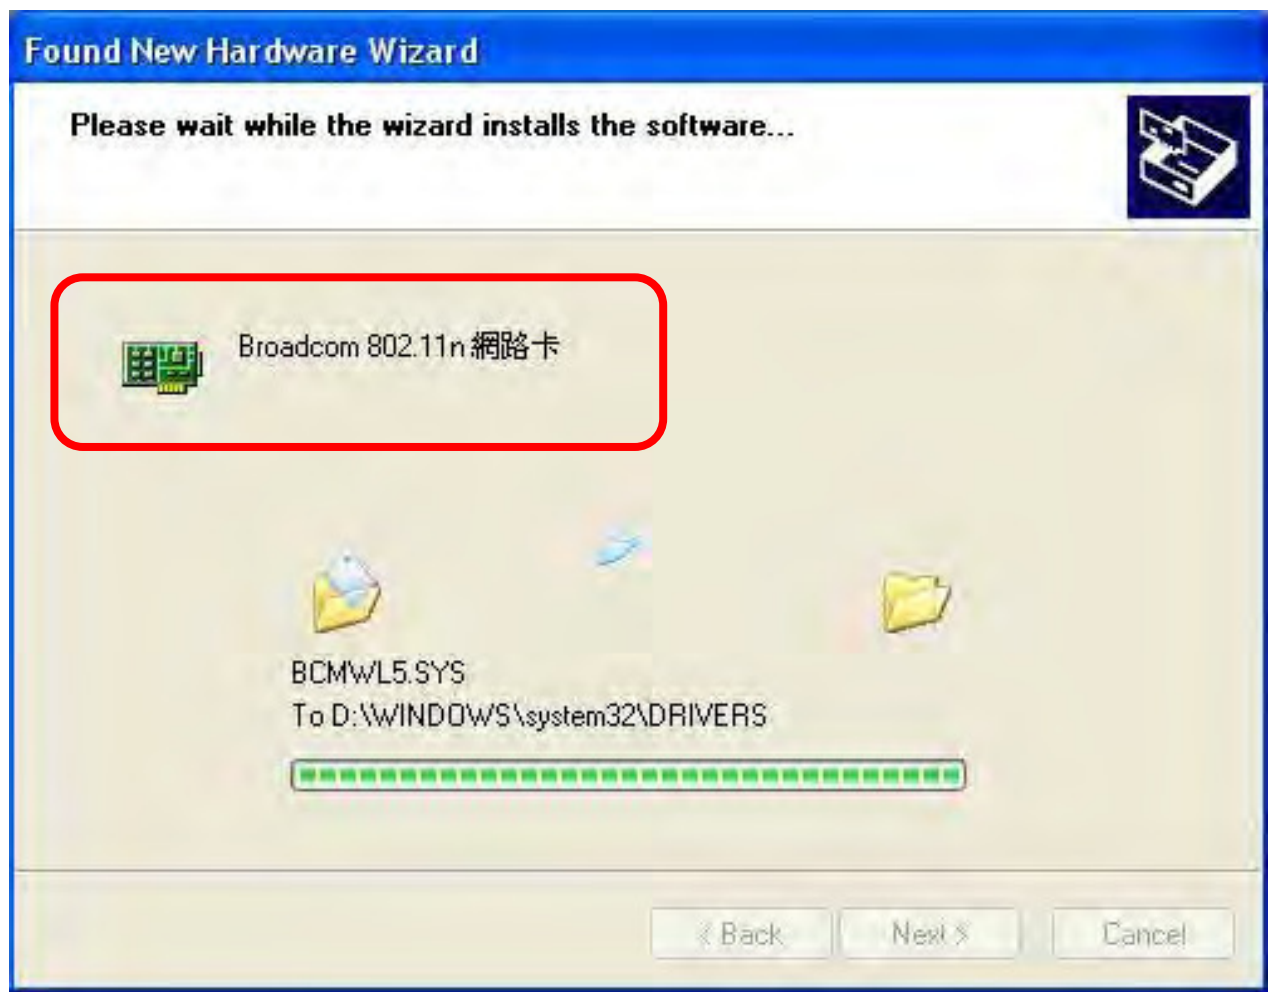 Found New Hardware Wizard
Please wait while the wizard installs the software...
Broadcom 802.11n 網路卡
BCMWL5.SYS
To D:\WINDOWS\system32\DRIVERS
< Back
Next >
Cancel